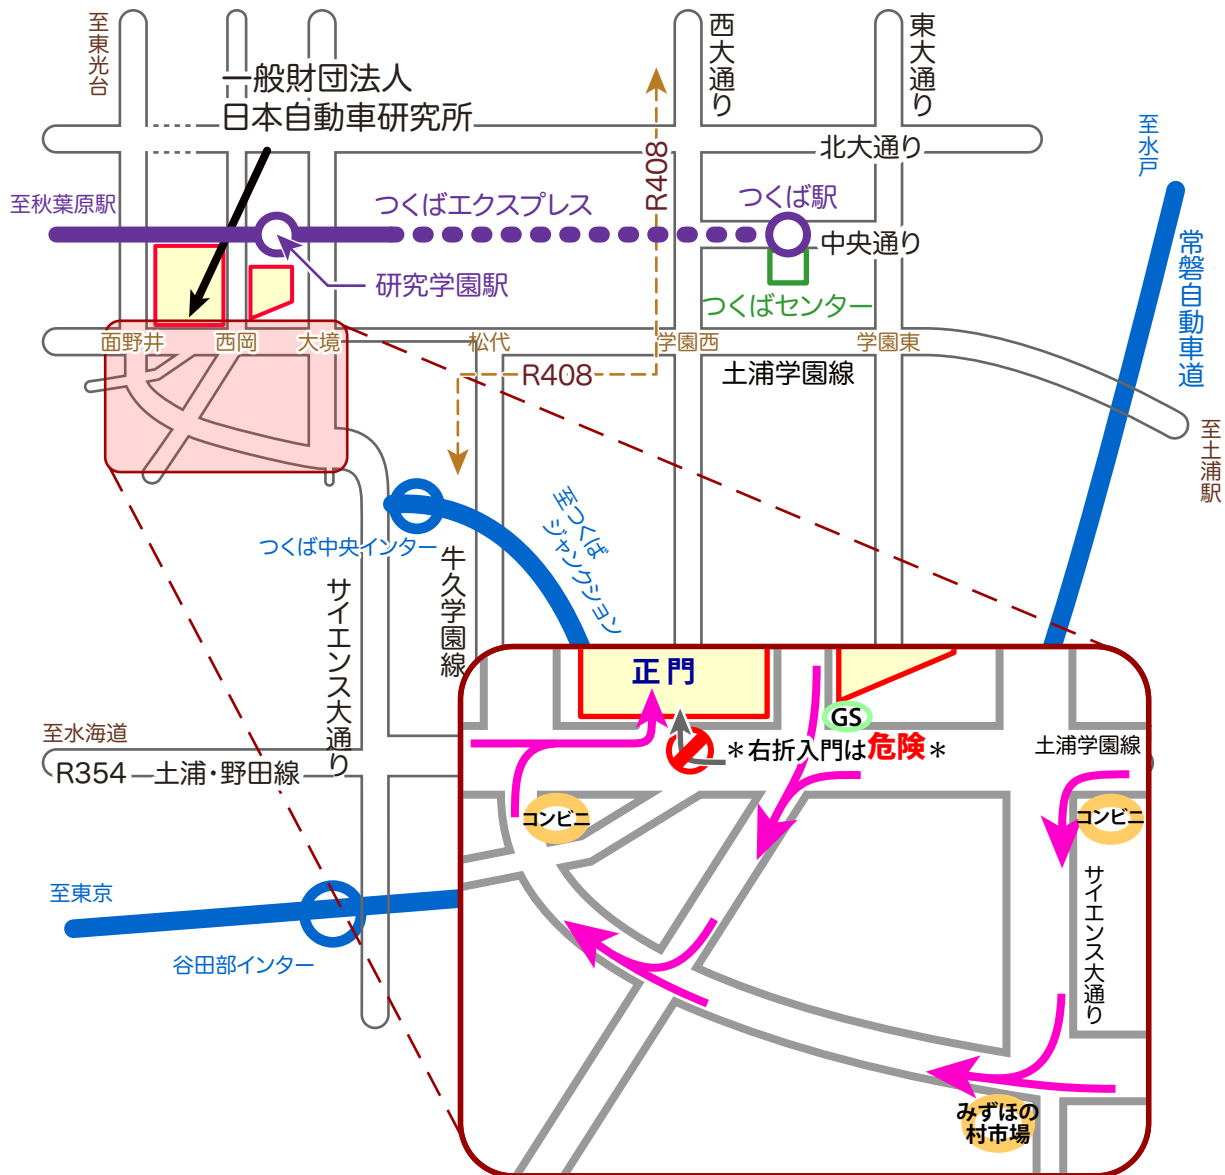 至東光台
西大通り
東大通り
一般財団法人
日本自動車研究所
至水戸
北大通り
R408
至秋葉原駅
つくばエクスプレス
つくば駅
中央通り
常磐自動車道
研究学園駅
つくばセンター
面野井
西岡
大境
松代
学園西
学園東
R408
土浦学園線
至土浦駅
至つくば
ジャンクション
つくば中央インター
牛久学園線
サイエンス大通り
正門
GS
＊右折入門は危険＊
土浦学園線
至水海道
R354
土浦・野田線
コンビニ
コンビニ
至東京
サイエンス大通り
谷田部インター
みずほの
村市場